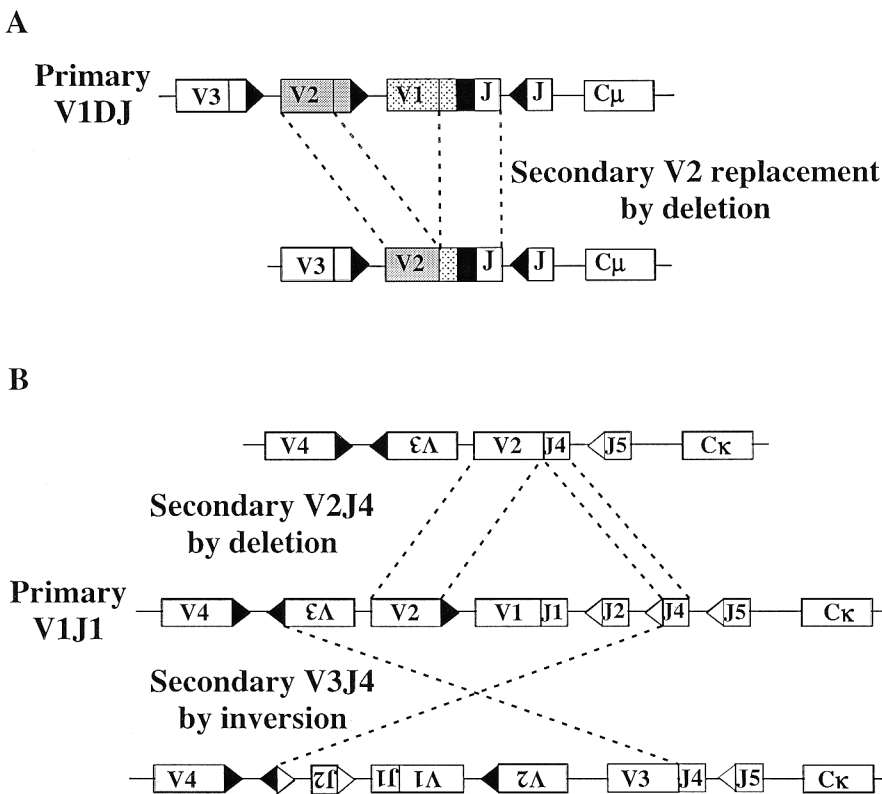 A
Primary
V1DJ
V3 V2 V1 J J Cμ
Secondary V2 replacement
by deletion
V3 V2 J J Cμ
B
V4 V3 V2 J4 J5 Cκ
Secondary V2J4
by deletion
Primary
V1J1
V4 V3 V2 V1 J1 J2 J4 J5 Cκ
Secondary V3J4
by inversion
V4 J2 J1 V1 V2 V3 J4 J5 Cκ